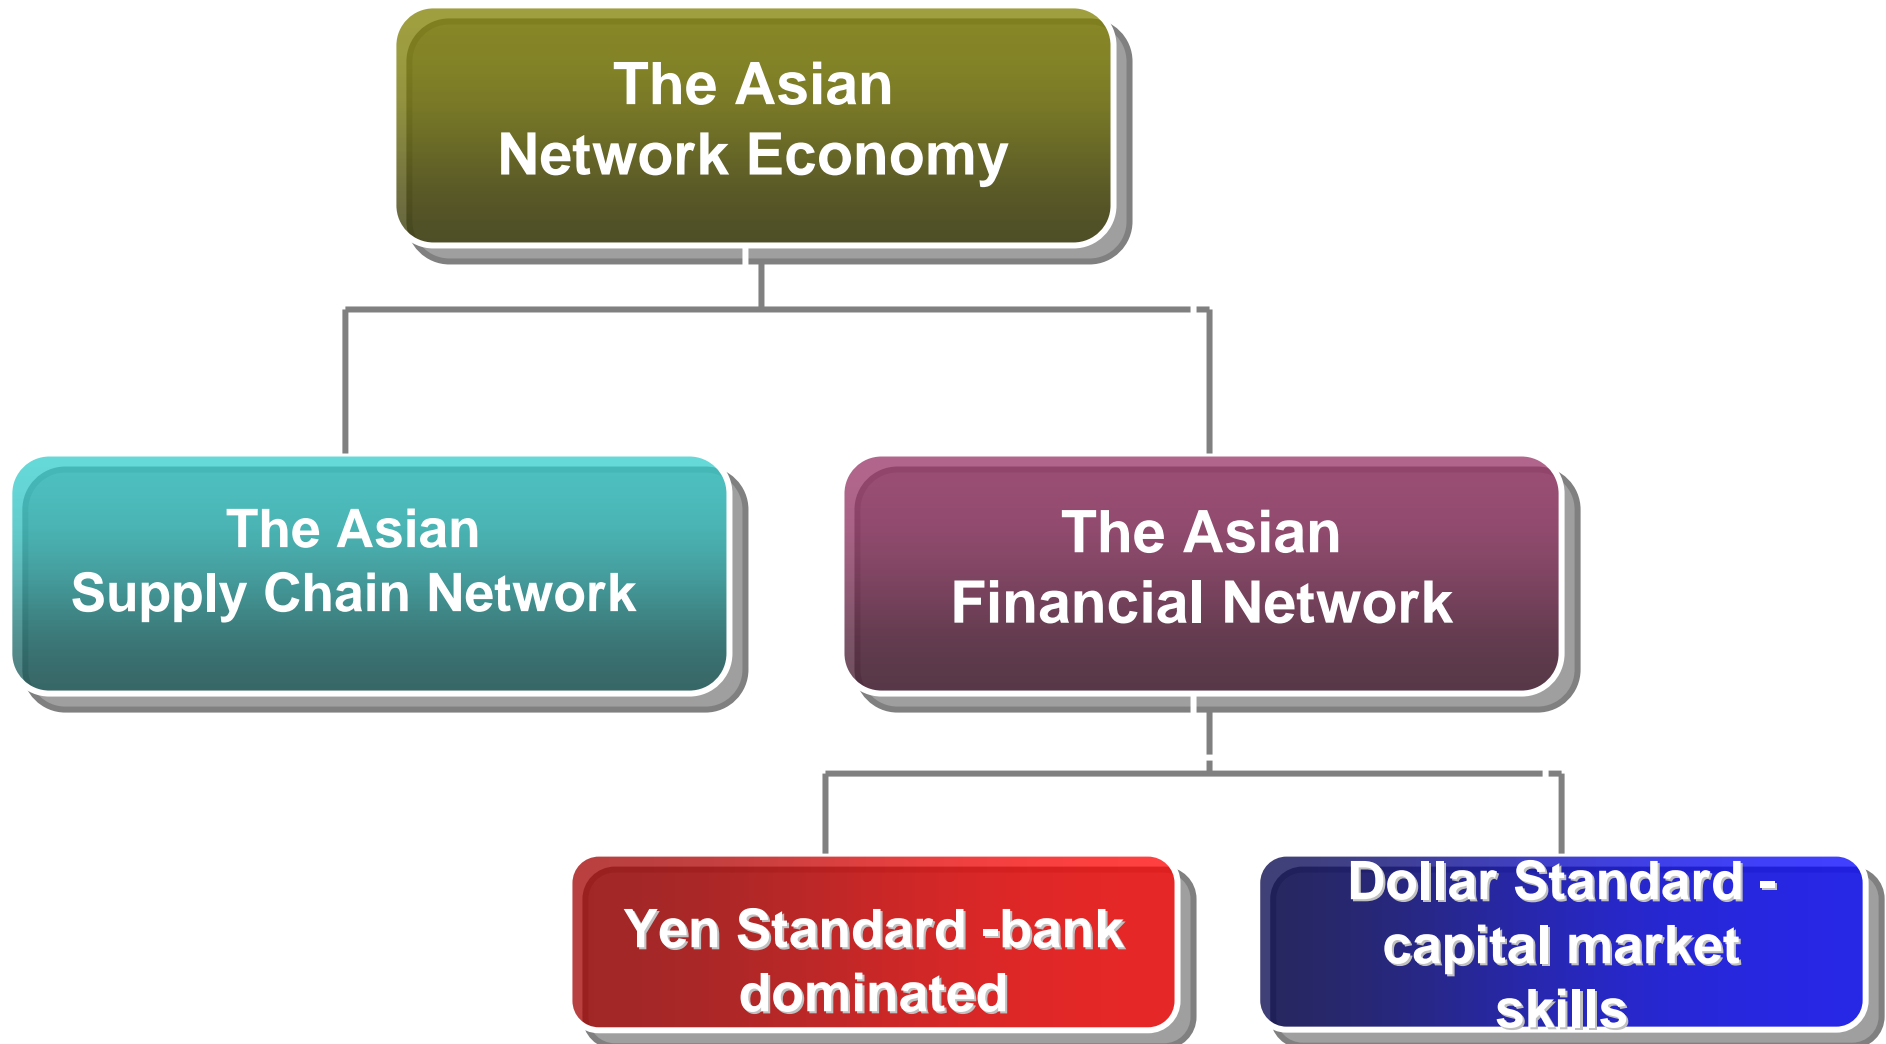 The Asian
Network Economy
The Asian
Supply Chain Network
The Asian
Financial Network
Yen Standard -bank
dominated
Dollar Standard -
capital market
skills